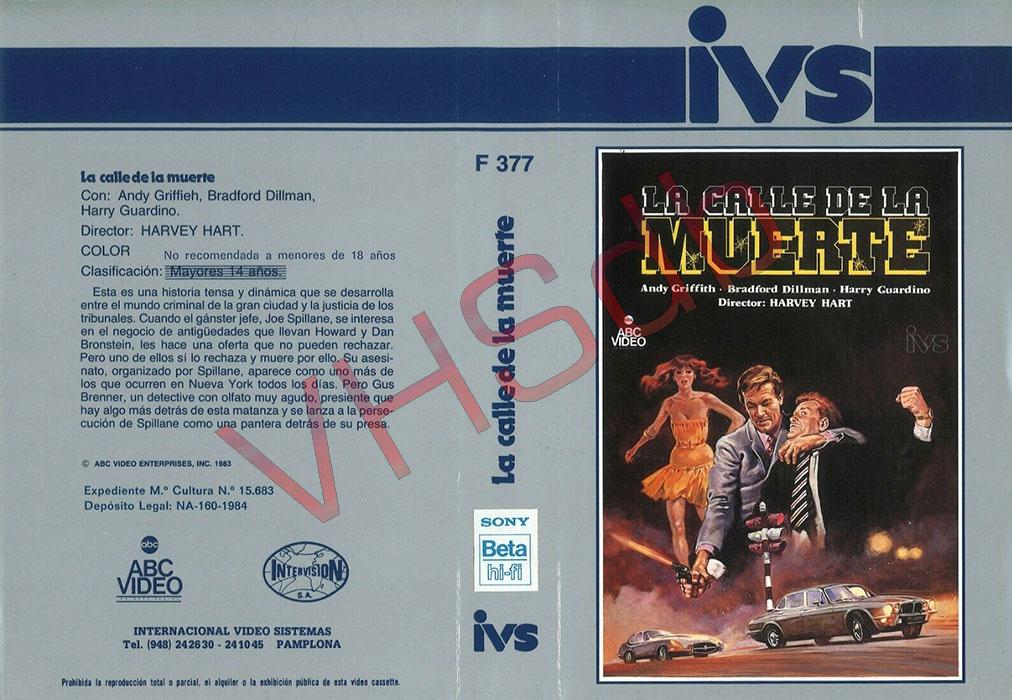 ivs
La calle de la muerte
Con: Andy Griffieh, Bradford Dillman,
Harry Guardino.
Director: HARVEY HART.
COLOR No recomendada a menores de 18 años
Clasificación: Mayores 14 años.
Esta es una historia tensa y dinámica que se desarrolla
entre el mundo criminal de la gran ciudad y la justicia de los
tribunales. Cuando el gánster jefe, Joe Spillane, se interesa
en el negocio de antigüedades que llevan Howard y Dan
Bronstein, les hace una oferta que no pueden rechazar.
Pero uno de ellos sí lo rechaza y muere por ello. Su asesi-
nato, organizado por Spillane, aparece como uno más de
los que ocurren en Nueva York todos los días. Pero Gus
Brenner, un detective con olfato muy agudo, presiente que
hay algo más detrás de esta matanza y se lanza a la perse-
cución de Spillane como una pantera detrás de su presa.
© ABC VIDEO ENTERPRISES, INC. 1983
Expediente M.º Cultura N.º 15.683
Depósito Legal: NA-160-1984
abc
ABC
VIDEO
INTERVISION
S.A.
INTERNACIONAL VIDEO SISTEMAS
Tel. (948) 242630 - 241045 PAMPLONA
Prohibida la reproducción total o parcial, el alquiler o la exhibición pública de esta video cassette.
F 377
La calle de la muerte
SONY
Beta
hi-fi
ivs
LA CALLE DE LA
MUERTE
Andy Griffith · Bradford Dillman · Harry Guardino
Director: HARVEY HART
abc
ABC
VIDEO
ivs